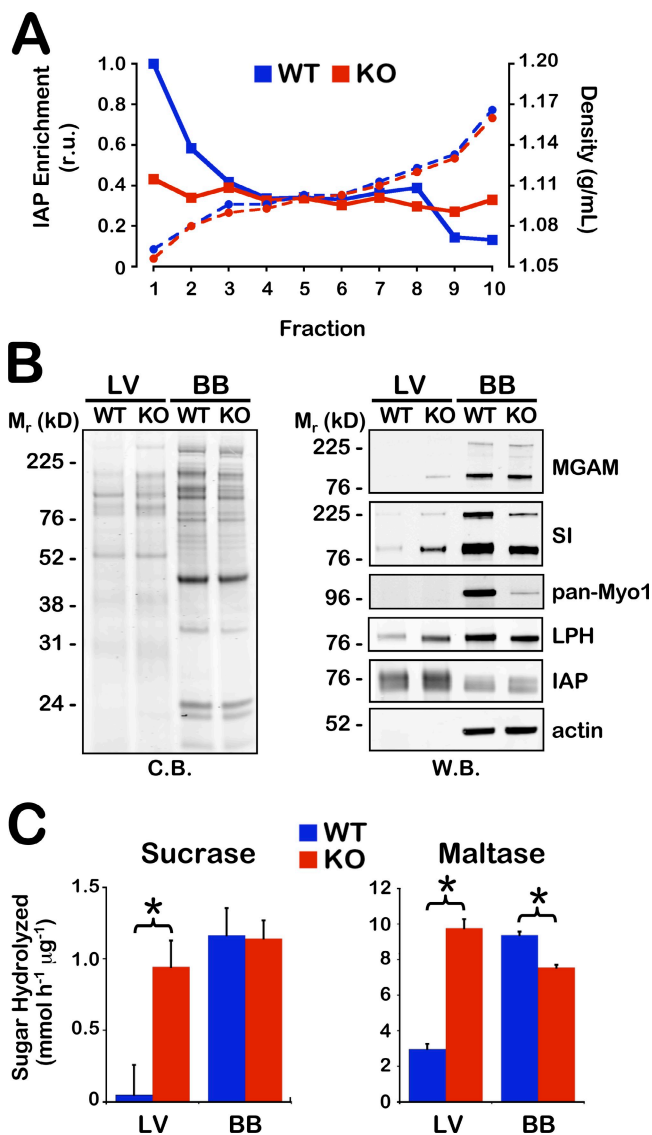 A
WT KO
IAP Enrichment
(r.u.)
1.0
0.8
0.6
0.4
0.2
0
1.20
1.17
1.14
1.11
1.08
1.05
Density (g/mL)
1 2 3 4 5 6 7 8 9 10
Fraction
B
LV BB
Mr (kD) WT KO WT KO
225 -
76 -
52 -
38 -
31 -
24 -
C.B.
LV BB
Mr (kD) WT KO WT KO
225 -
76 -
MGAM
225 -
76 -
SI
96 -
pan-Myo1
76 -
LPH
76 -
IAP
52 -
actin
W.B.
C
WT
KO
Sucrase
Sugar Hydrolyzed
(mmol h-1 µg-1)
1.5
1.0
0.5
0
*
LV BB
Maltase
12
10
8
6
4
2
0
* *
LV BB